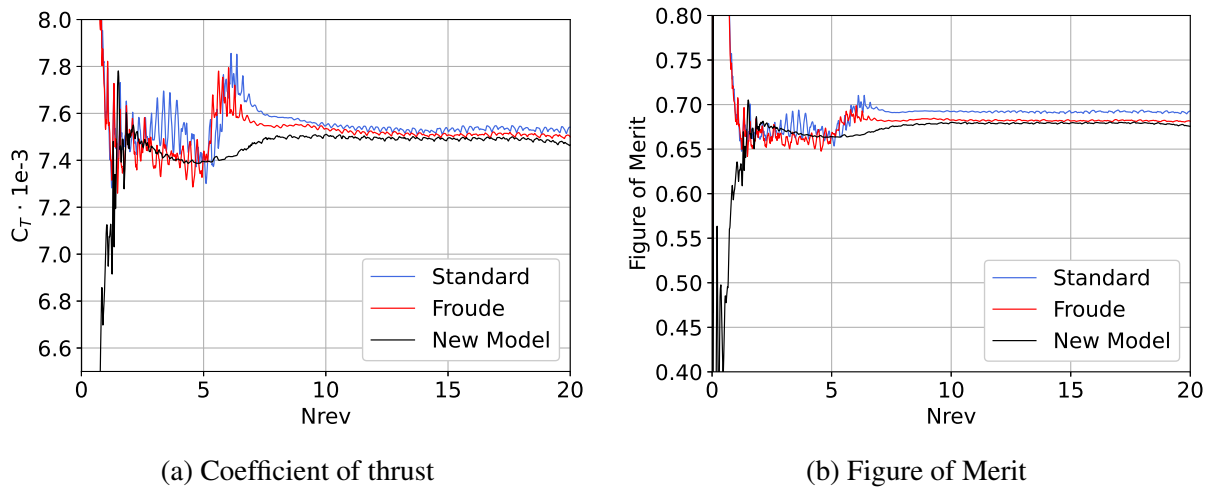 8.0
7.8
7.6
7.4
7.2
7.0
6.8
6.6
C_T · 1e-3
0 5 10 15 20
Nrev
Standard
Froude
New Model
(a) Coefficient of thrust
0.80
0.75
0.70
0.65
0.60
0.55
0.50
0.45
0.40
Figure of Merit
0 5 10 15 20
Nrev
Standard
Froude
New Model
(b) Figure of Merit